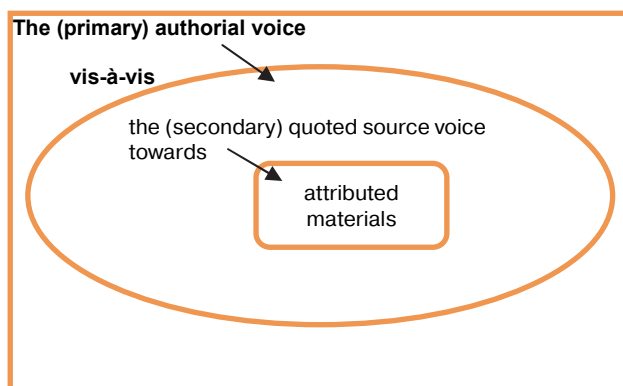 The (primary) authorial voice
vis-à-vis
the (secondary) quoted source voice
towards
attributed
materials